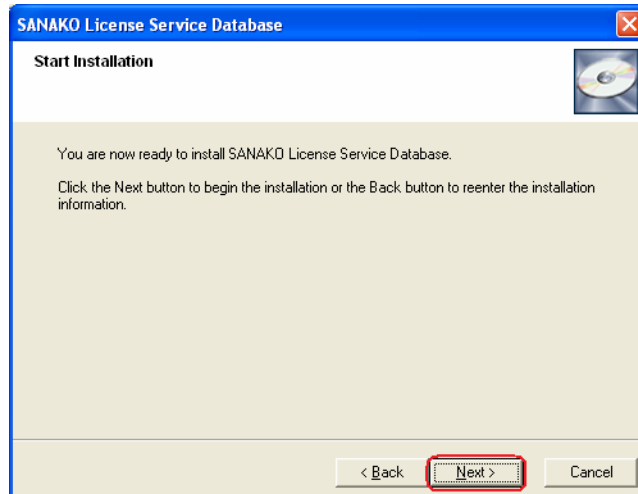 SANAKO License Service Database
Start Installation
You are now ready to install SANAKO License Service Database.
Click the Next button to begin the installation or the Back button to reenter the installation
information.
< Back Next > Cancel